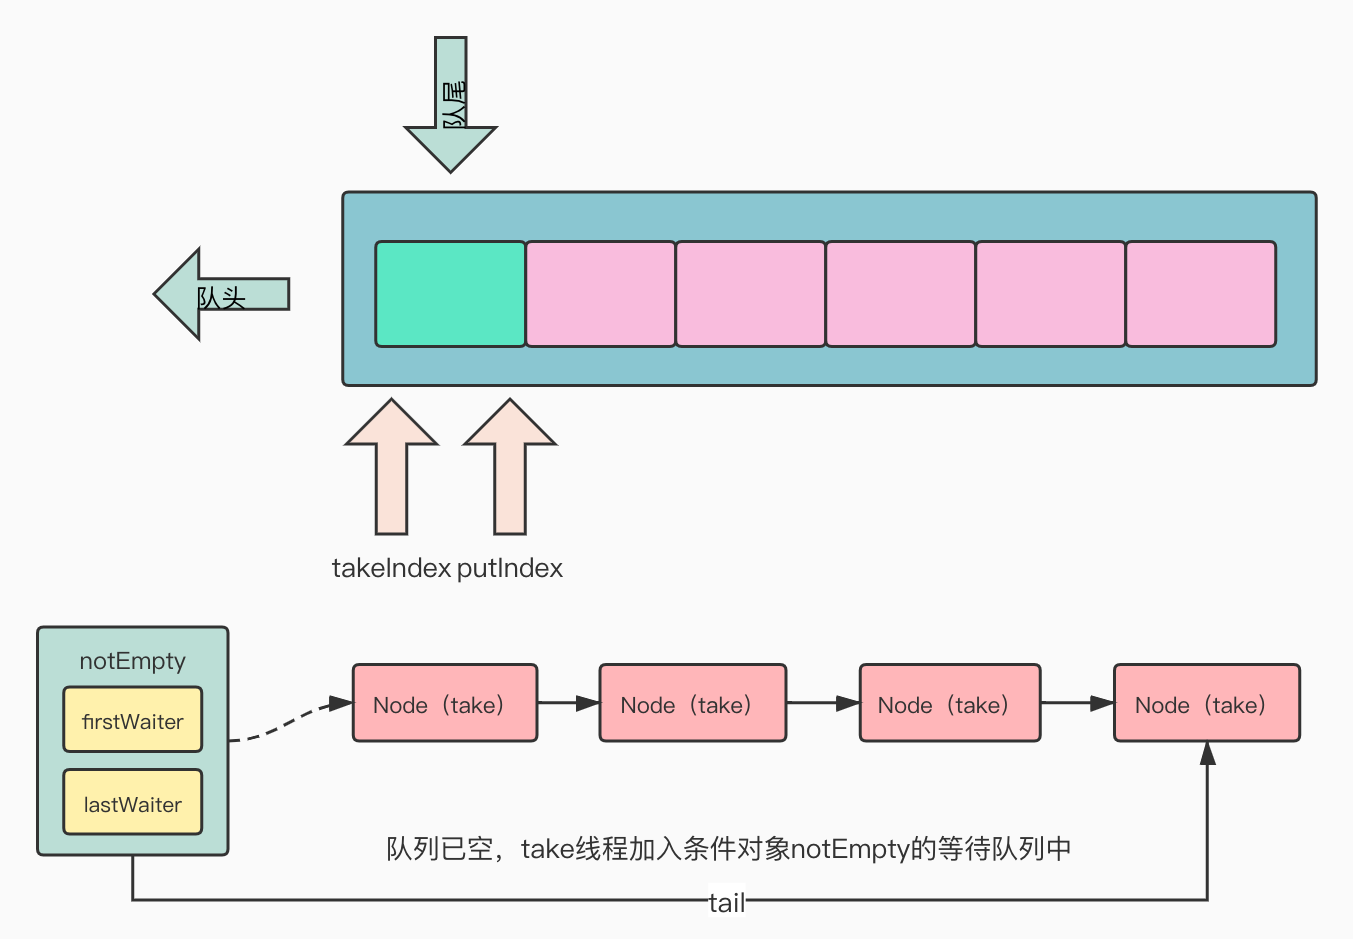 队尾
队头
takeIndex putIndex
notEmpty
firstWaiter
lastWaiter
Node（take）
Node（take）
Node（take）
Node（take）
队列已空，take线程加入条件对象notEmpty的等待队列中
tail